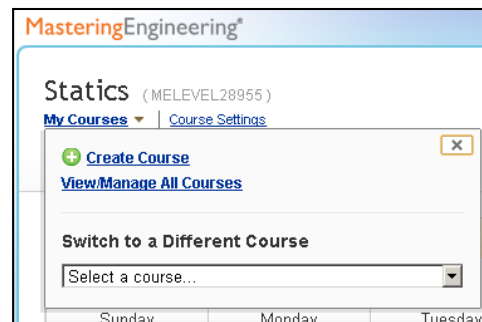 MasteringEngineering®
Statics (MELEVEL28955)
My Courses Course Settings
Create Course
View/Manage All Courses
Switch to a Different Course
Select a course...
Sunday Monday Tuesday